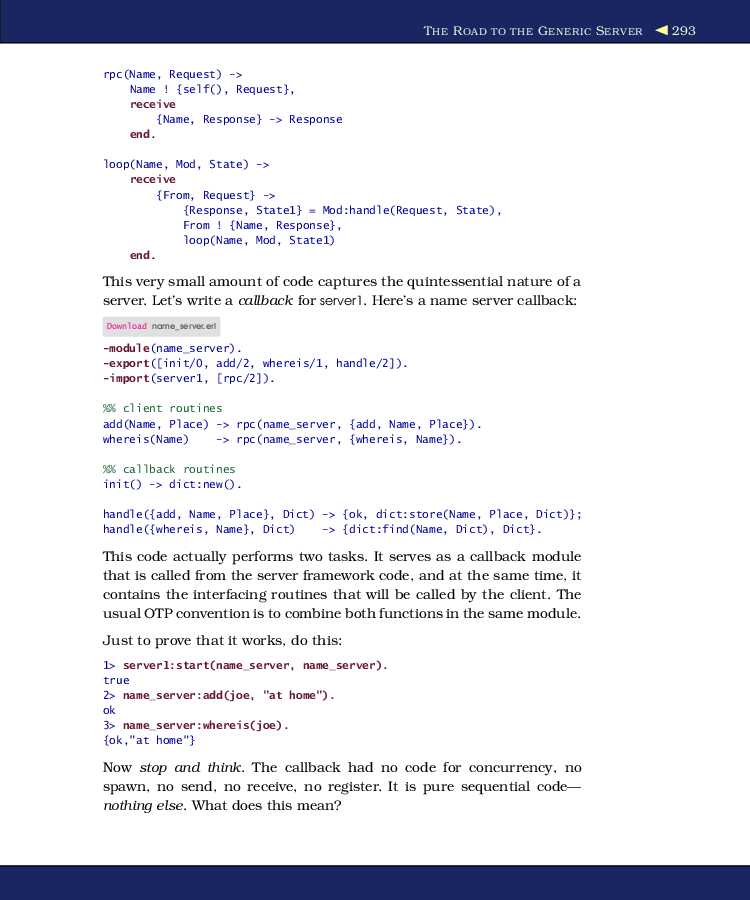 THE ROAD TO THE GENERIC SERVER ◀ 293
rpc(Name, Request) ->
    Name ! {self(), Request},
    receive
        {Name, Response} -> Response
    end.
loop(Name, Mod, State) ->
    receive
        {From, Request} ->
            {Response, State1} = Mod:handle(Request, State),
            From ! {Name, Response},
            loop(Name, Mod, State1)
    end.
This very small amount of code captures the quintessential nature of a
server. Let's write a callback for server1. Here's a name server callback:
Download name_server.erl
-module(name_server).
-export([init/0, add/2, whereis/1, handle/2]).
-import(server1, [rpc/2]).
%% client routines
add(Name, Place) -> rpc(name_server, {add, Name, Place}).
whereis(Name)    -> rpc(name_server, {whereis, Name}).
%% callback routines
init() -> dict:new().
handle({add, Name, Place}, Dict) -> {ok, dict:store(Name, Place, Dict)};
handle({whereis, Name}, Dict)    -> {dict:find(Name, Dict), Dict}.
This code actually performs two tasks. It serves as a callback module
that is called from the server framework code, and at the same time, it
contains the interfacing routines that will be called by the client. The
usual OTP convention is to combine both functions in the same module.
Just to prove that it works, do this:
1> server1:start(name_server, name_server).
true
2> name_server:add(joe, "at home").
ok
3> name_server:whereis(joe).
{ok,"at home"}
Now stop and think. The callback had no code for concurrency, no
spawn, no send, no receive, no register. It is pure sequential code—
nothing else. What does this mean?